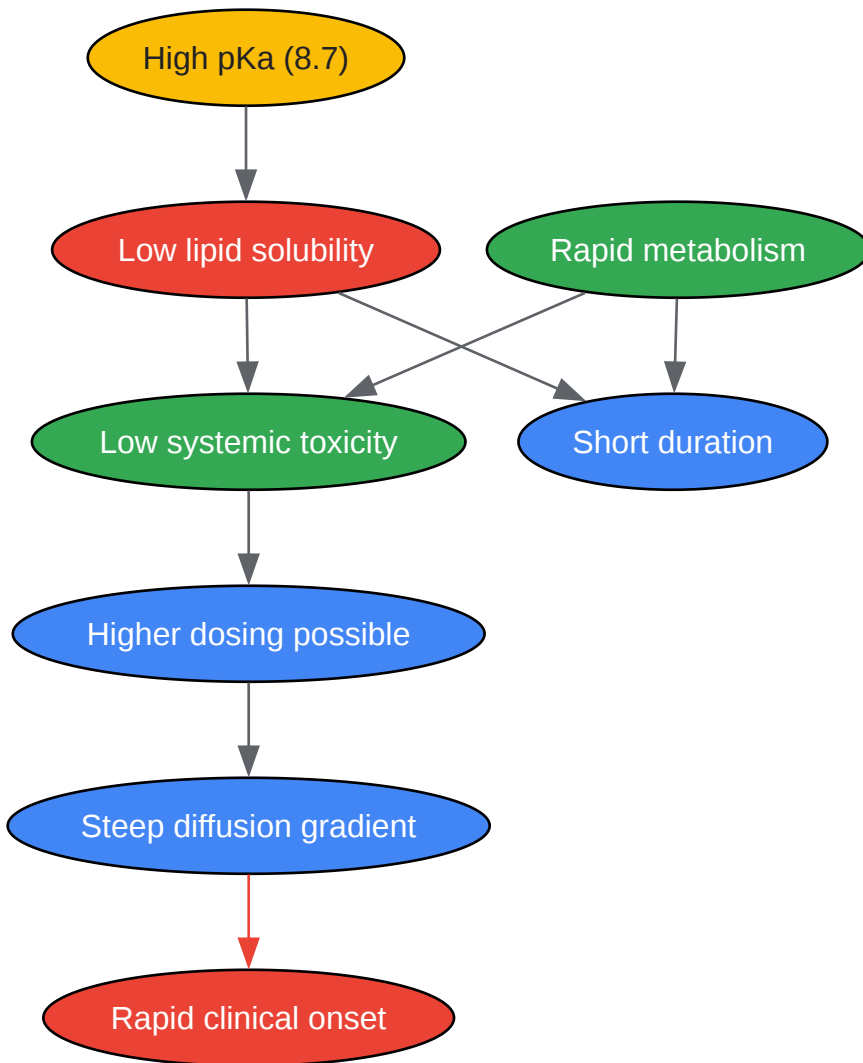 High pKa (8.7)
Low lipid solubility
Rapid metabolism
Low systemic toxicity
Short duration
Higher dosing possible
Steep diffusion gradient
Rapid clinical onset